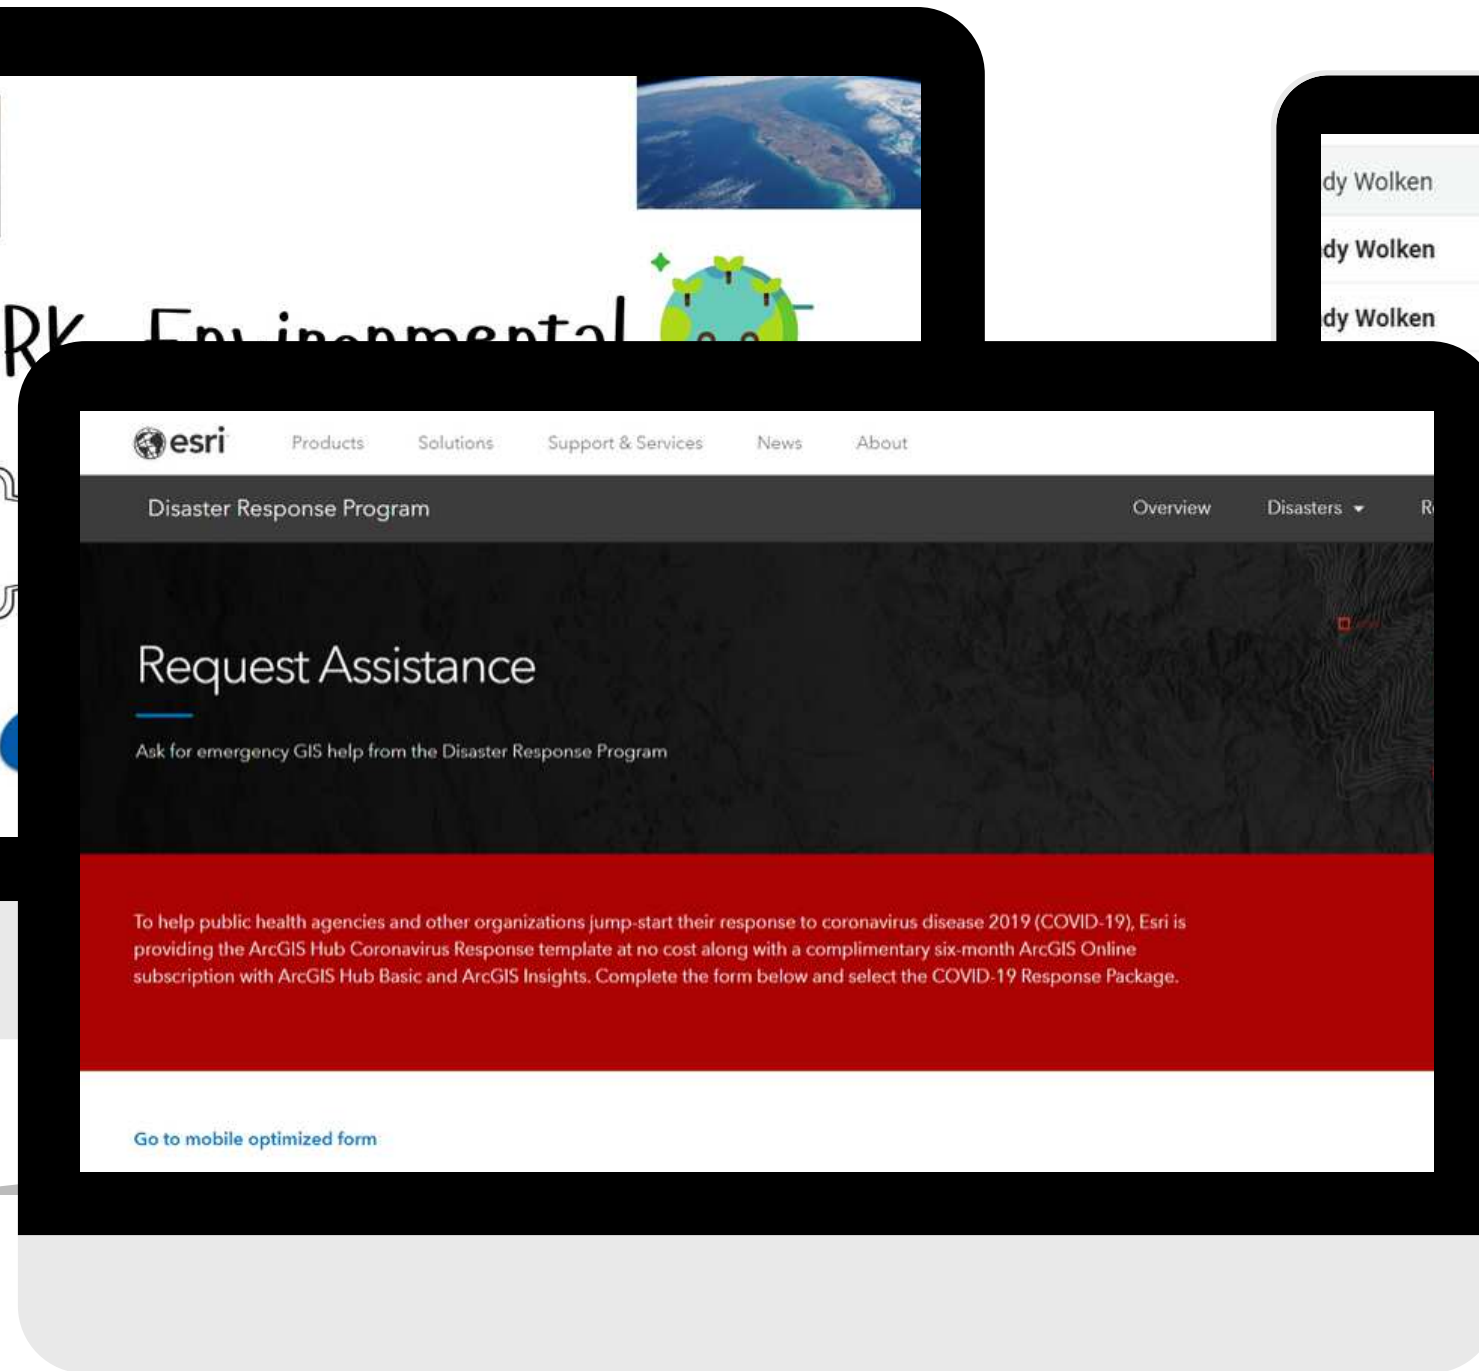 dy Wolken
dy Wolken
dy Wolken
RK Environmental
esri
Products Solutions Support & Services News About
Disaster Response Program Overview Disasters
Request Assistance
Ask for emergency GIS help from the Disaster Response Program
To help public health agencies and other organizations jump-start their response to coronavirus disease 2019 (COVID-19), Esri is
providing the ArcGIS Hub Coronavirus Response template at no cost along with a complimentary six-month ArcGIS Online
subscription with ArcGIS Hub Basic and ArcGIS Insights. Complete the form below and select the COVID-19 Response Package.
Go to mobile optimized form